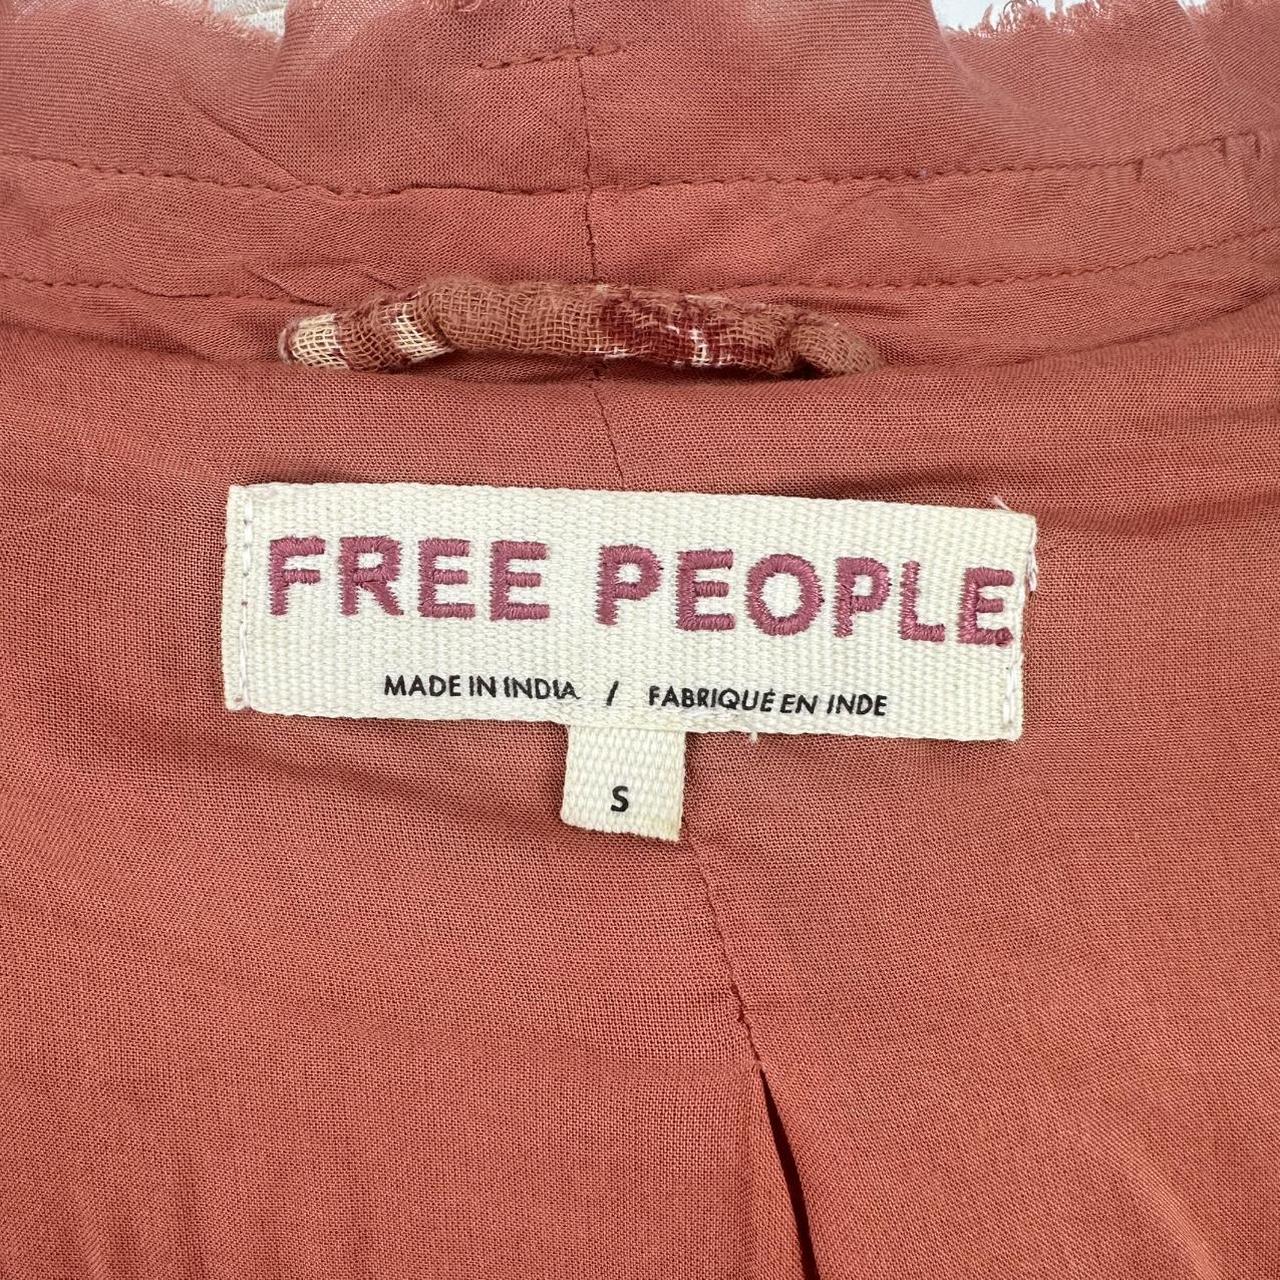 FREE PEOPLE
MADE IN INDIA / FABRIQUÉ EN INDE
S